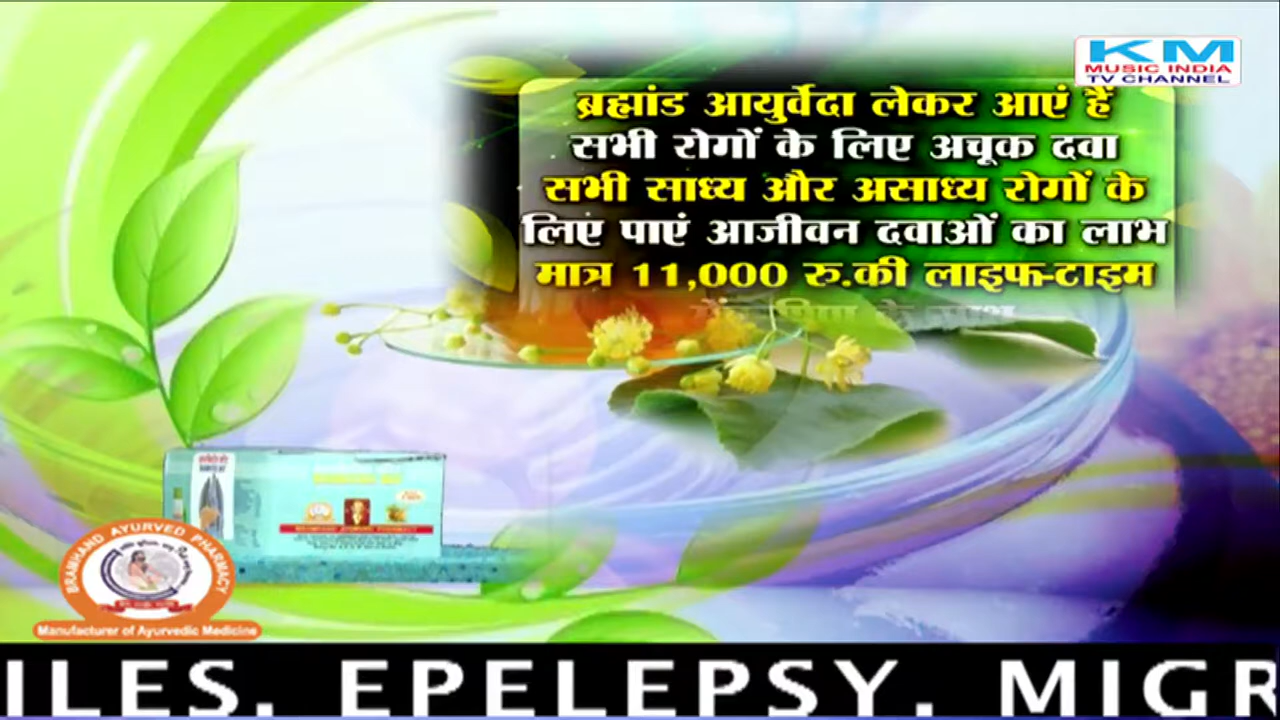 KM
MUSIC INDIA
TV CHANNEL
ब्रह्मांड आयुर्वेदा लेकर आएं हैं
सभी रोगों के लिए अचूक दवा
सभी साध्य और असाध्य रोगों के
लिएं पाएं आजीवन दवाओं का लाभ
मात्र 11,000 रु.की लाइफ-टाइम
BRAMHAND AYURVED PHARMACY
Manufacturer of Ayurvedic Medicine
ILES. EPELEPSY. MIGR